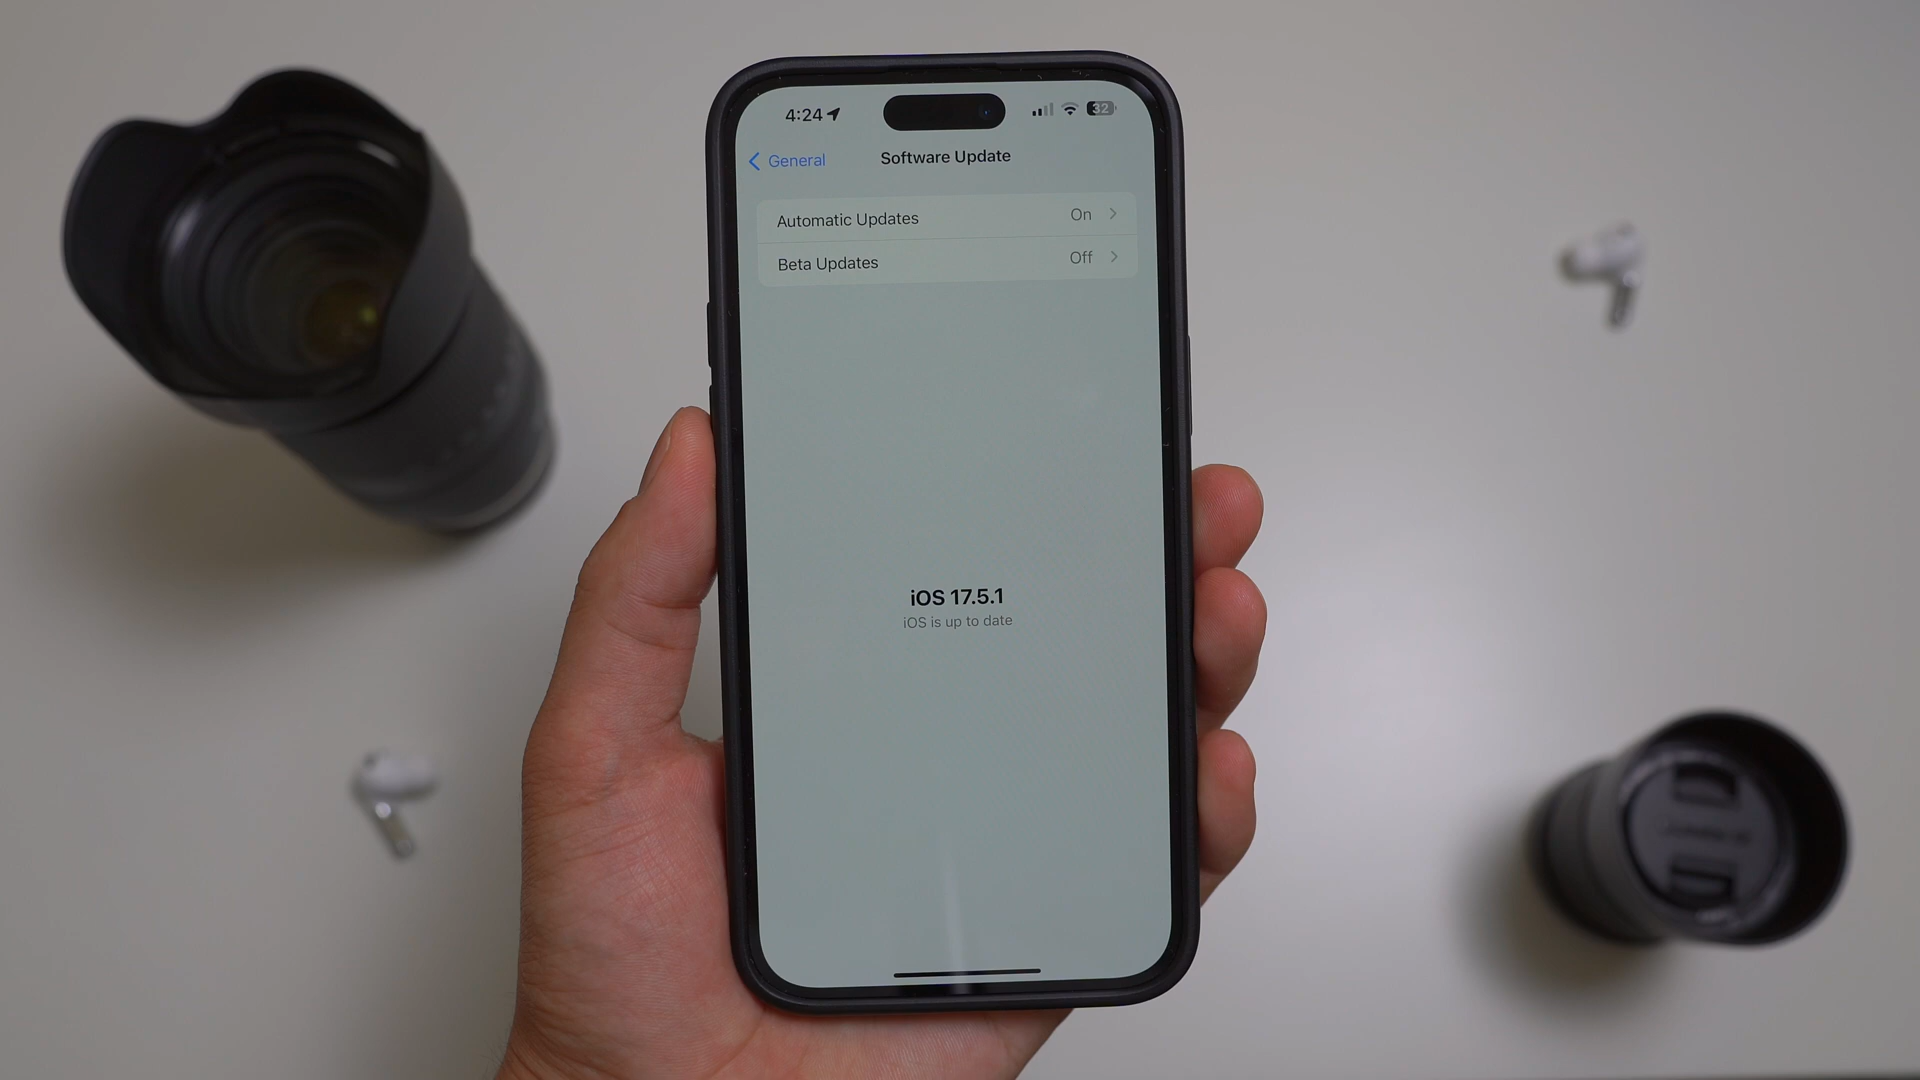 4:24
32
General
Software Update
Automatic Updates On
Beta Updates Off
iOS 17.5.1
iOS is up to date